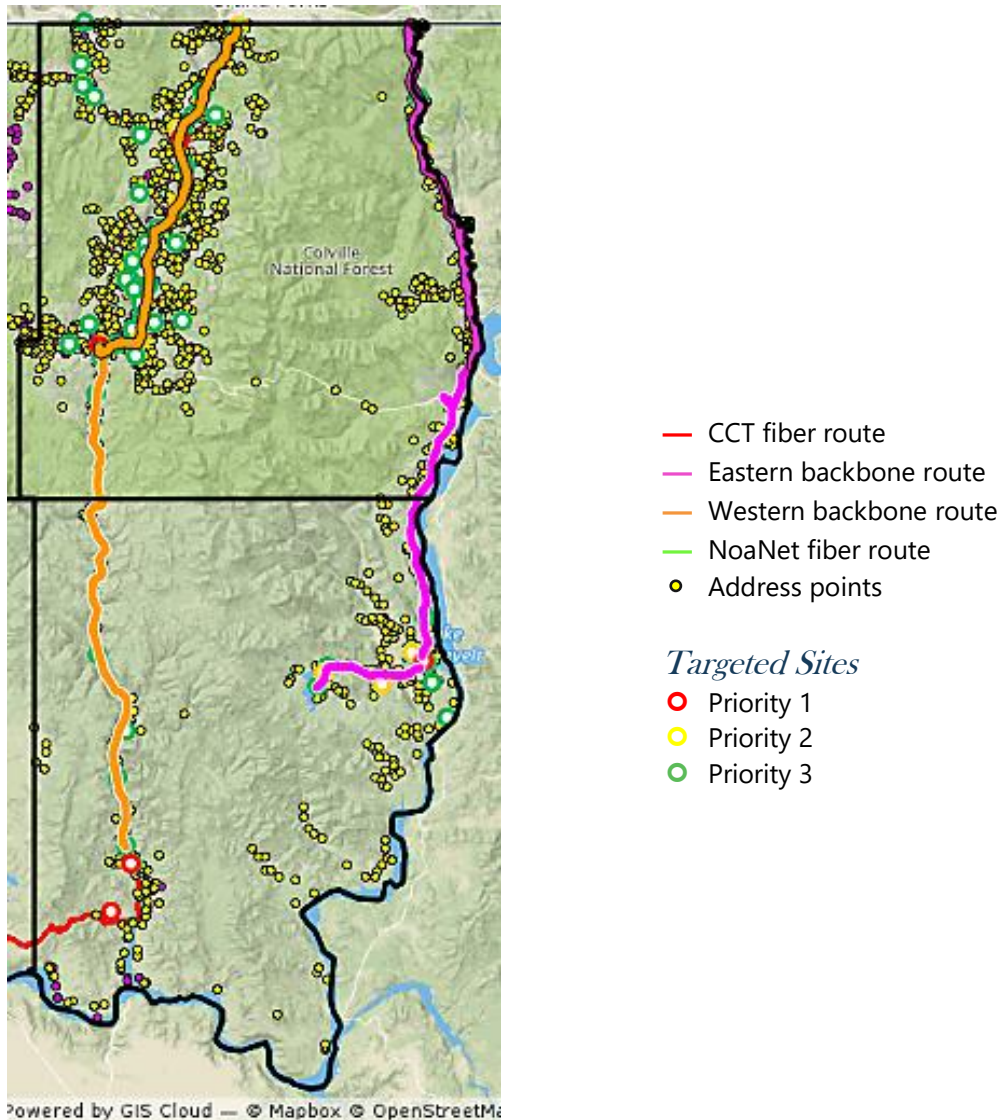 Colville
National Forest
CCT fiber route
Eastern backbone route
Western backbone route
NoaNet fiber route
Address points
Targeted Sites
Priority 1
Priority 2
Priority 3
Powered by GIS Cloud — © Mapbox © OpenStreetMa